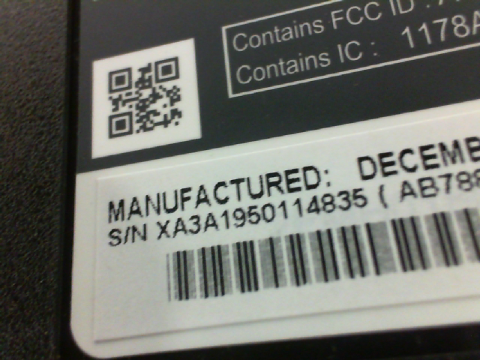 Contains FCC ID :
Contains IC : 1178A
MANUFACTURED: DECEMB
S/N XA3A1950114835 ( AB788